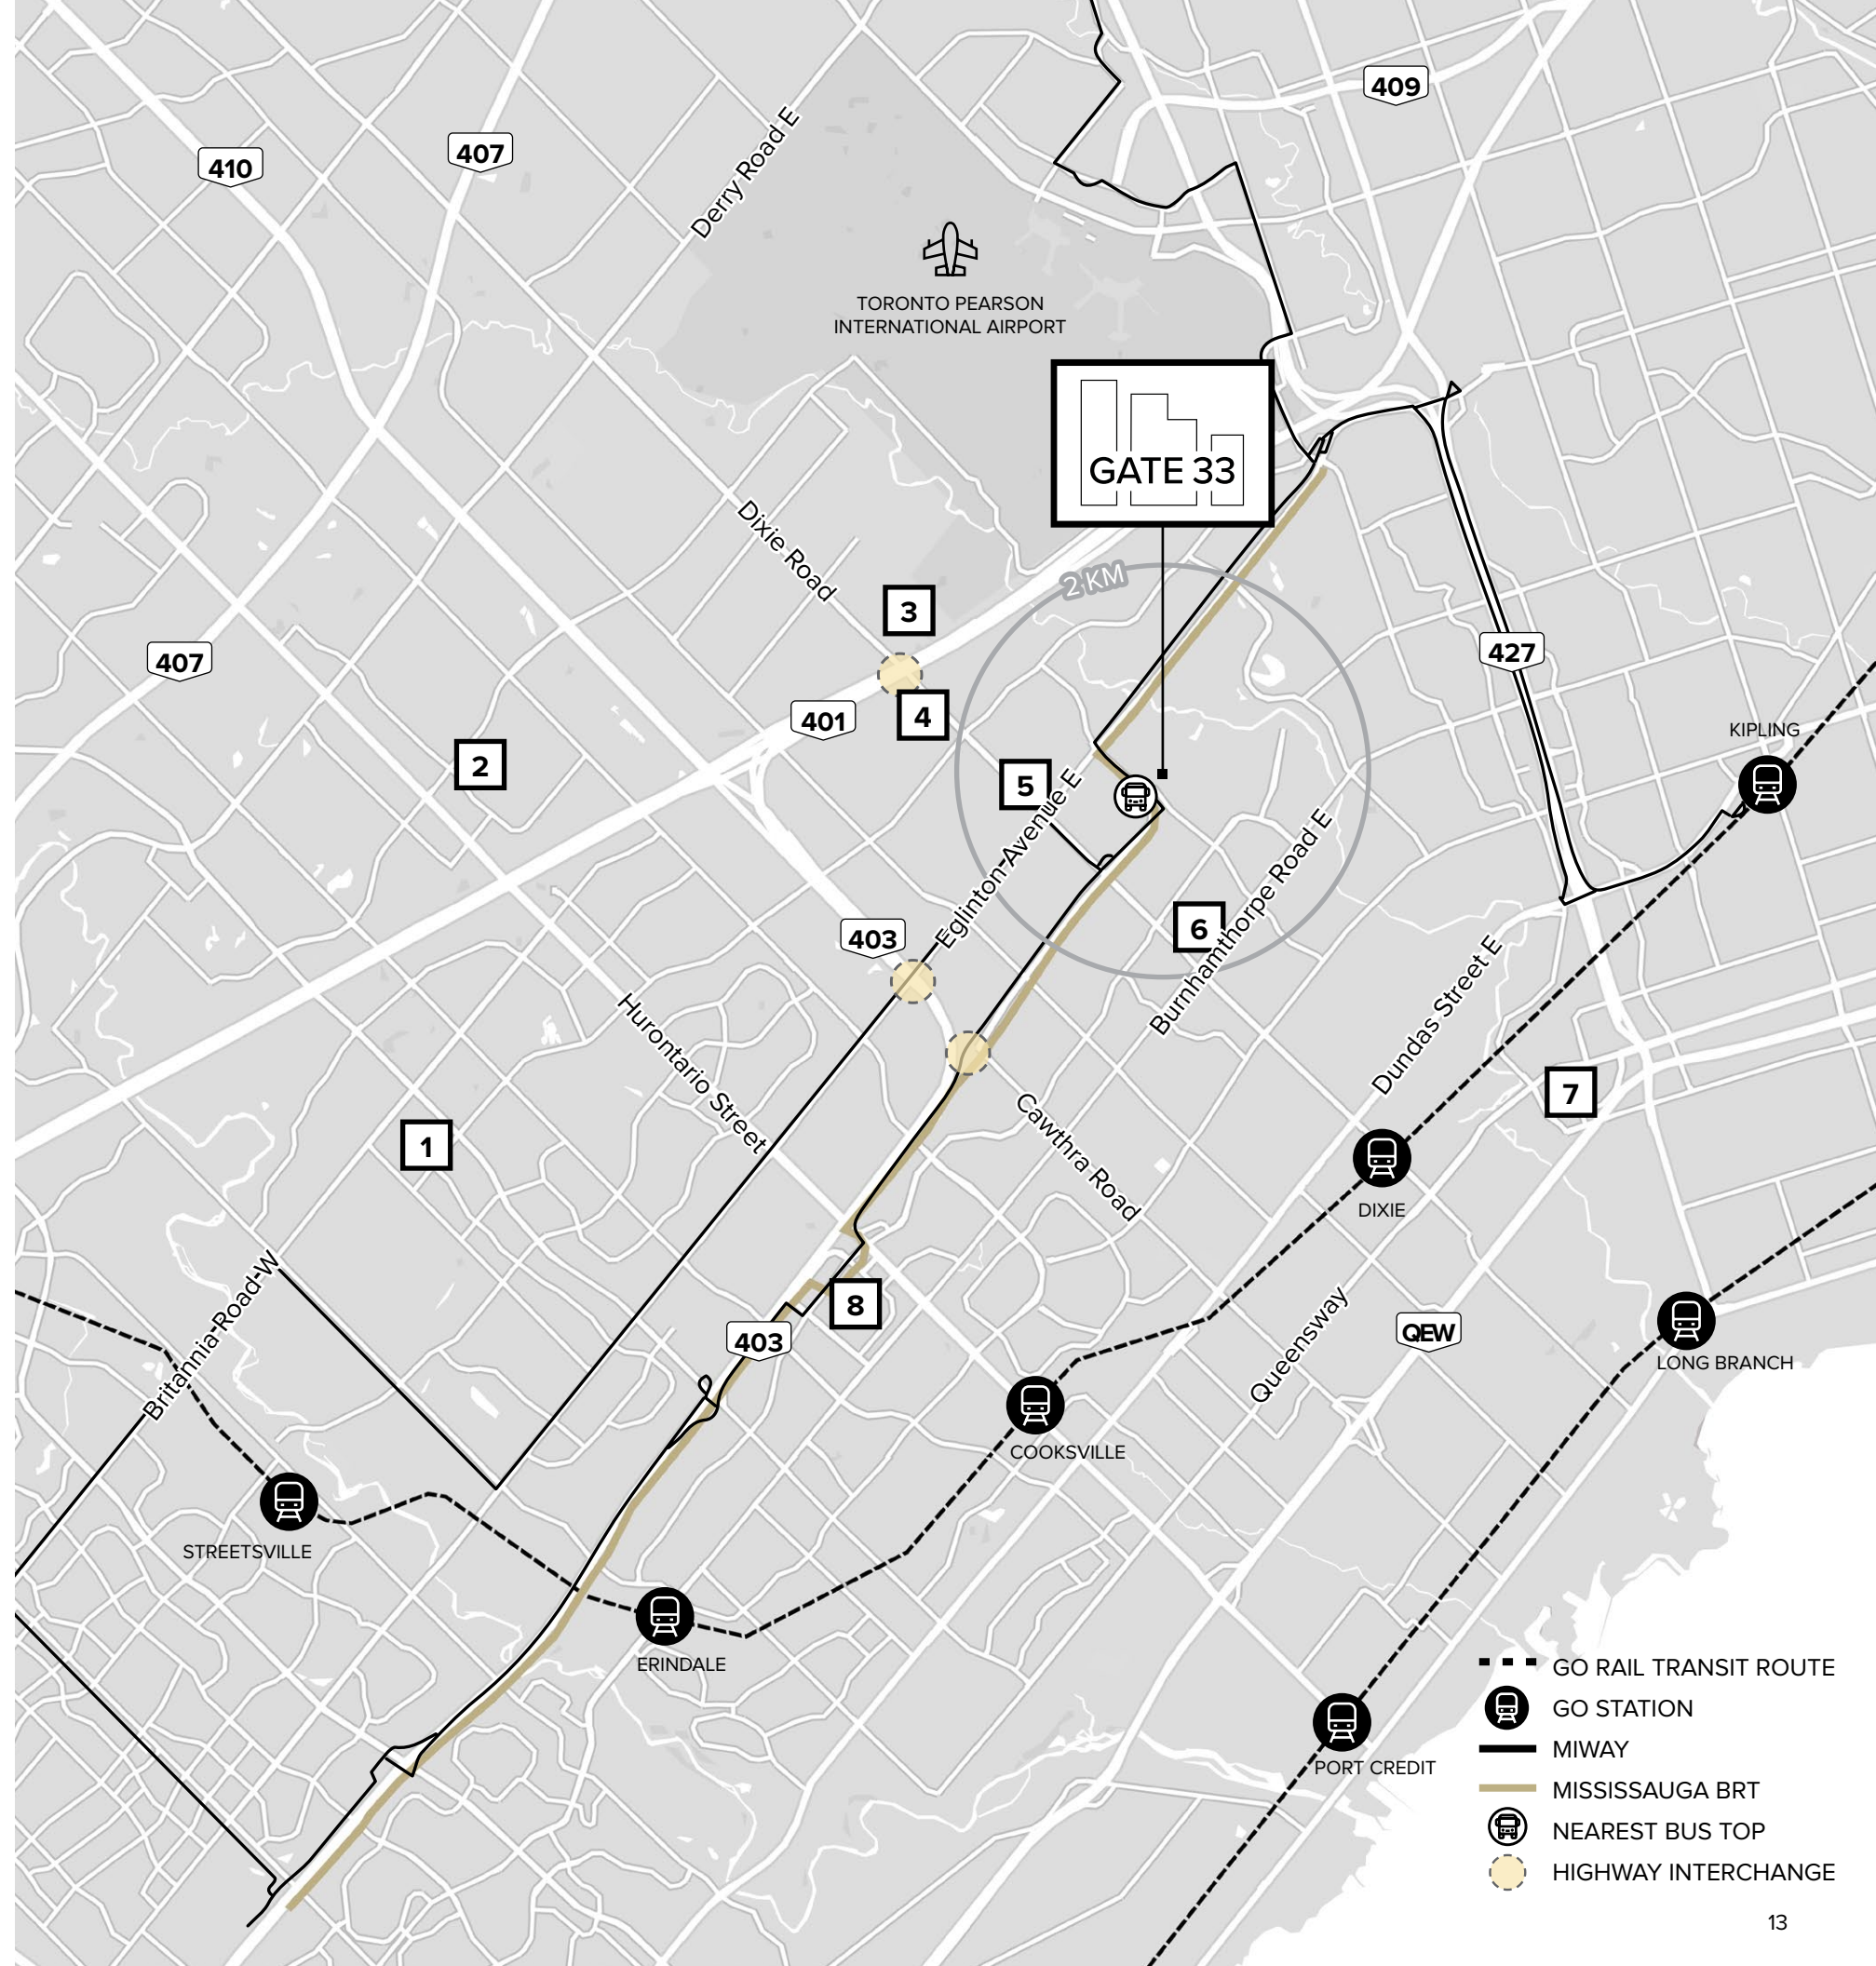 409
407
410
Derry Road E
TORONTO PEARSON
INTERNATIONAL AIRPORT
GATE 33
Dixie Road
2 KM
3
407
427
401
4
KIPLING
2
5
Eglinton Avenue E
Burnhamthorpe Road E
6
403
Dundas Street E
Hurontario Street
7
Cawthra Road
1
DIXIE
Britannia Road W
8
403
Queensway
QEW
LONG BRANCH
COOKSVILLE
STREETSVILLE
ERINDALE
PORT CREDIT
GO RAIL TRANSIT ROUTE
GO STATION
MIWAY
MISSISSAUGA BRT
NEAREST BUS TOP
HIGHWAY INTERCHANGE
13